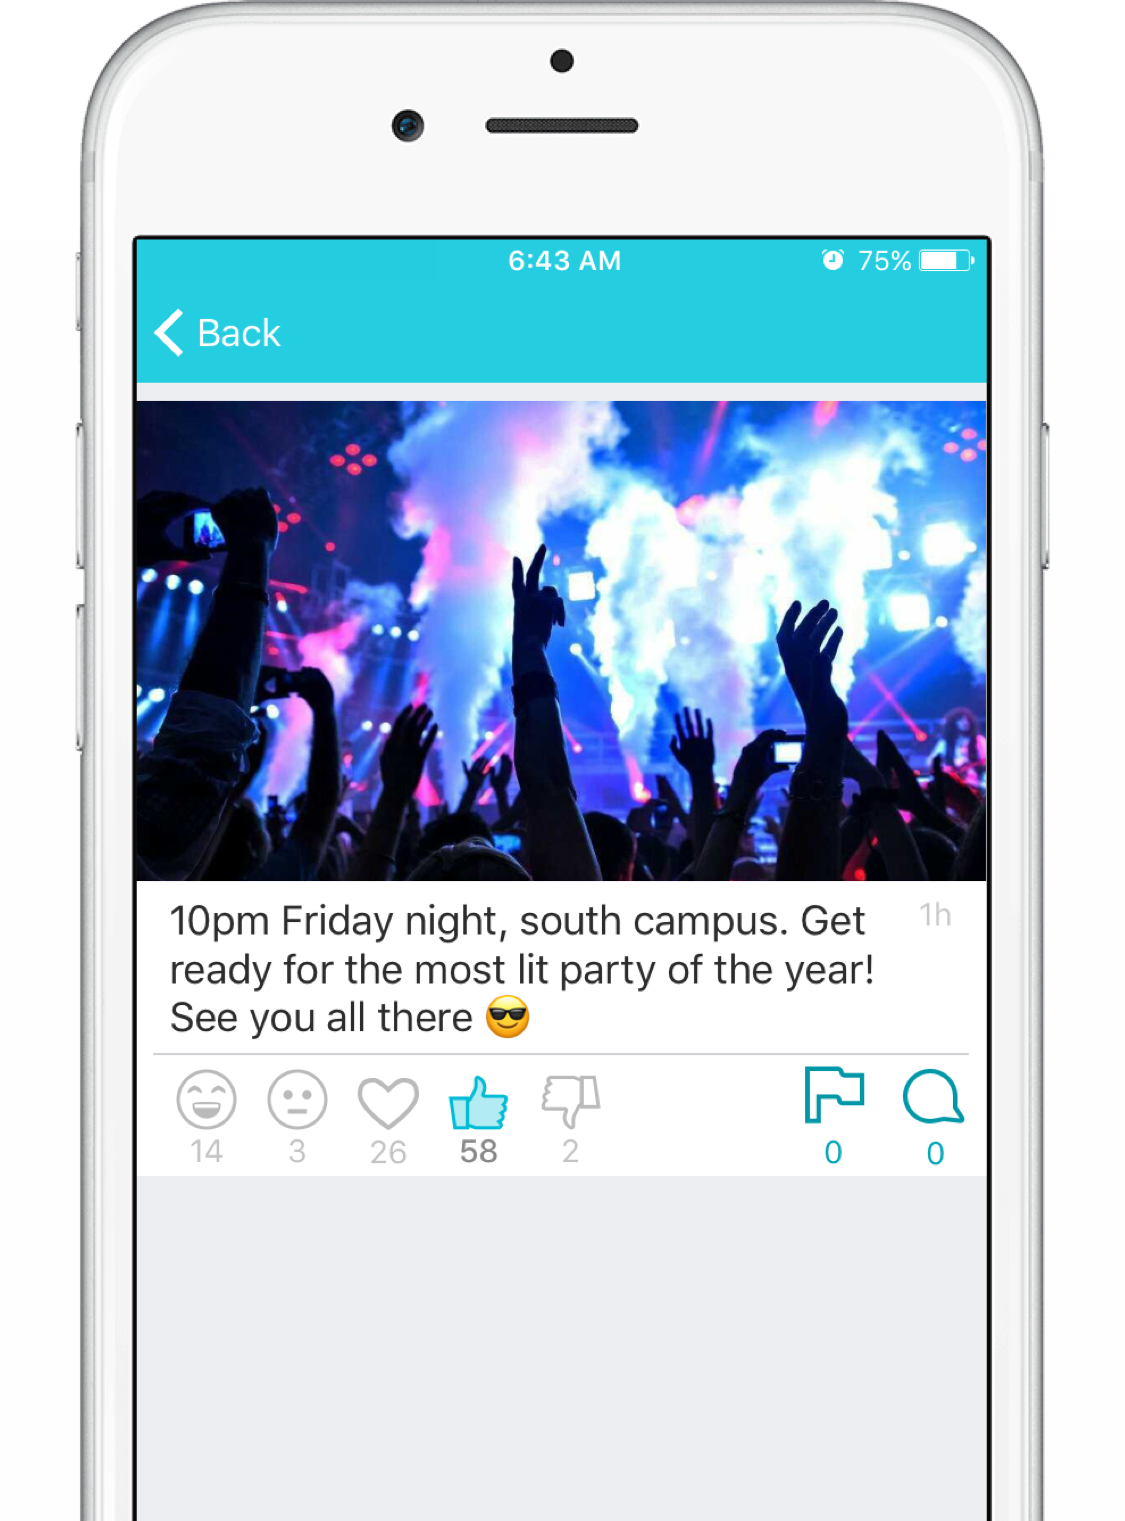 6:43 AM 75%
Back
10pm Friday night, south campus. Get 1h
ready for the most lit party of the year!
See you all there 😎
14 3 26 58 2 0 0